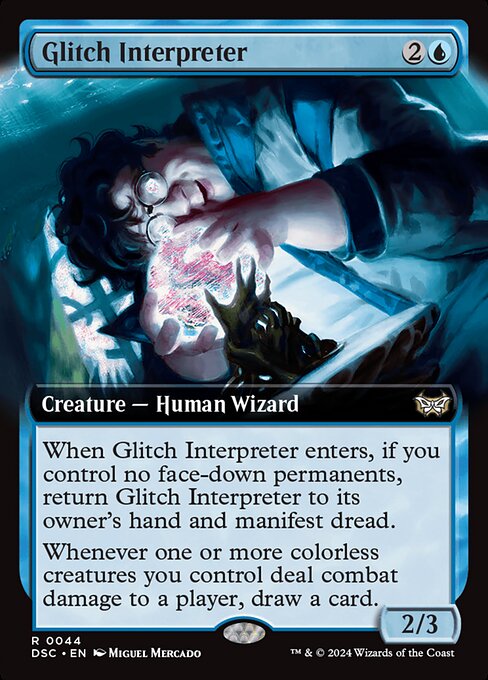 Glitch Interpreter 2
Creature — Human Wizard
When Glitch Interpreter enters, if you
control no face-down permanents,
return Glitch Interpreter to its
owner's hand and manifest dread.
Whenever one or more colorless
creatures you control deal combat
damage to a player, draw a card.
2/3
R 0044
DSC • EN Miguel Mercado
™ & © 2024 Wizards of the Coast